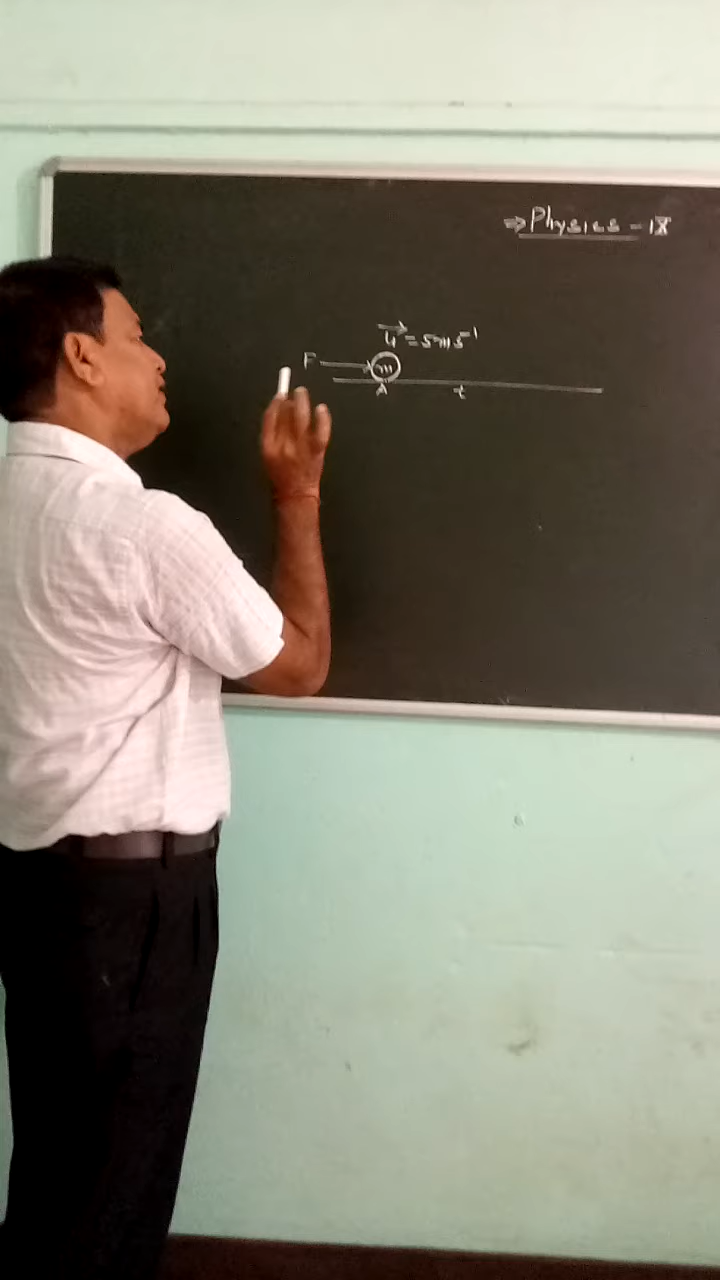 ⇒ Physics - IX
u⃗ = 5ms⁻¹
F → m
A t